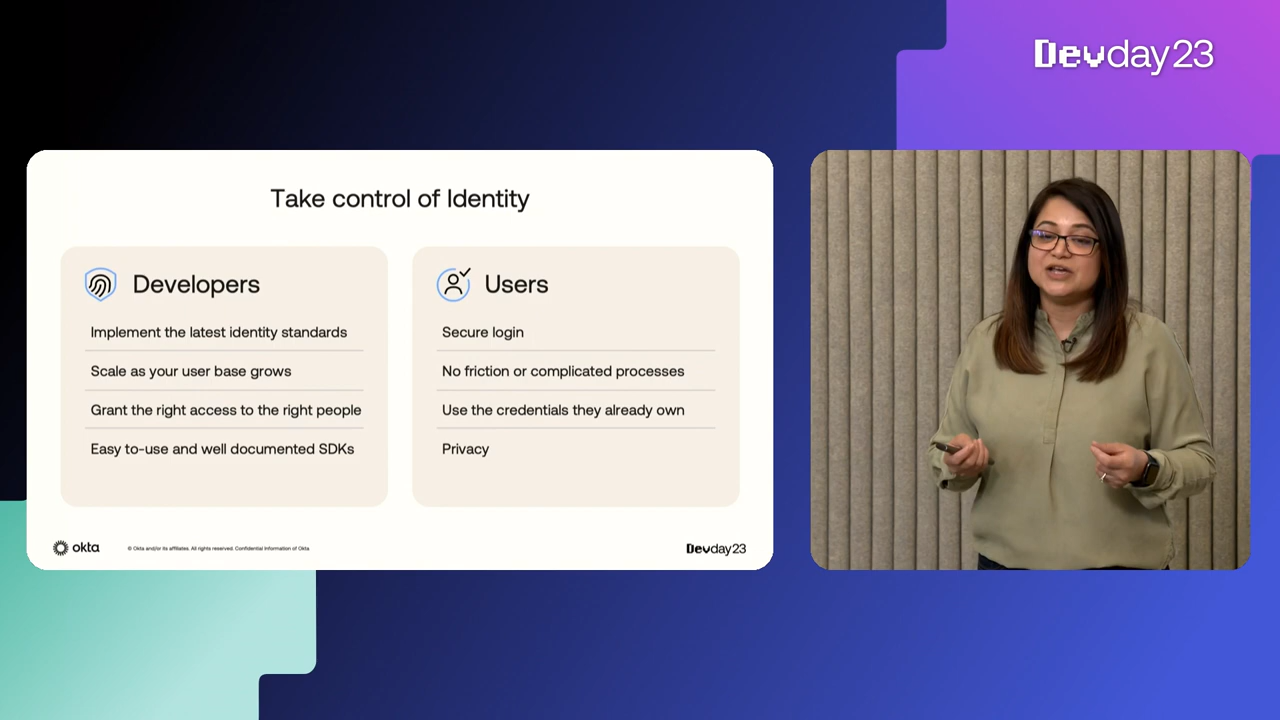 Devday23
Take control of Identity
Developers
Implement the latest identity standards
Scale as your user base grows
Grant the right access to the right people
Easy to-use and well documented SDKs
Users
Secure login
No friction or complicated processes
Use the credentials they already own
Privacy
okta
© Okta and/or its affiliates. All rights reserved. Confidential Information of Okta
Devday23